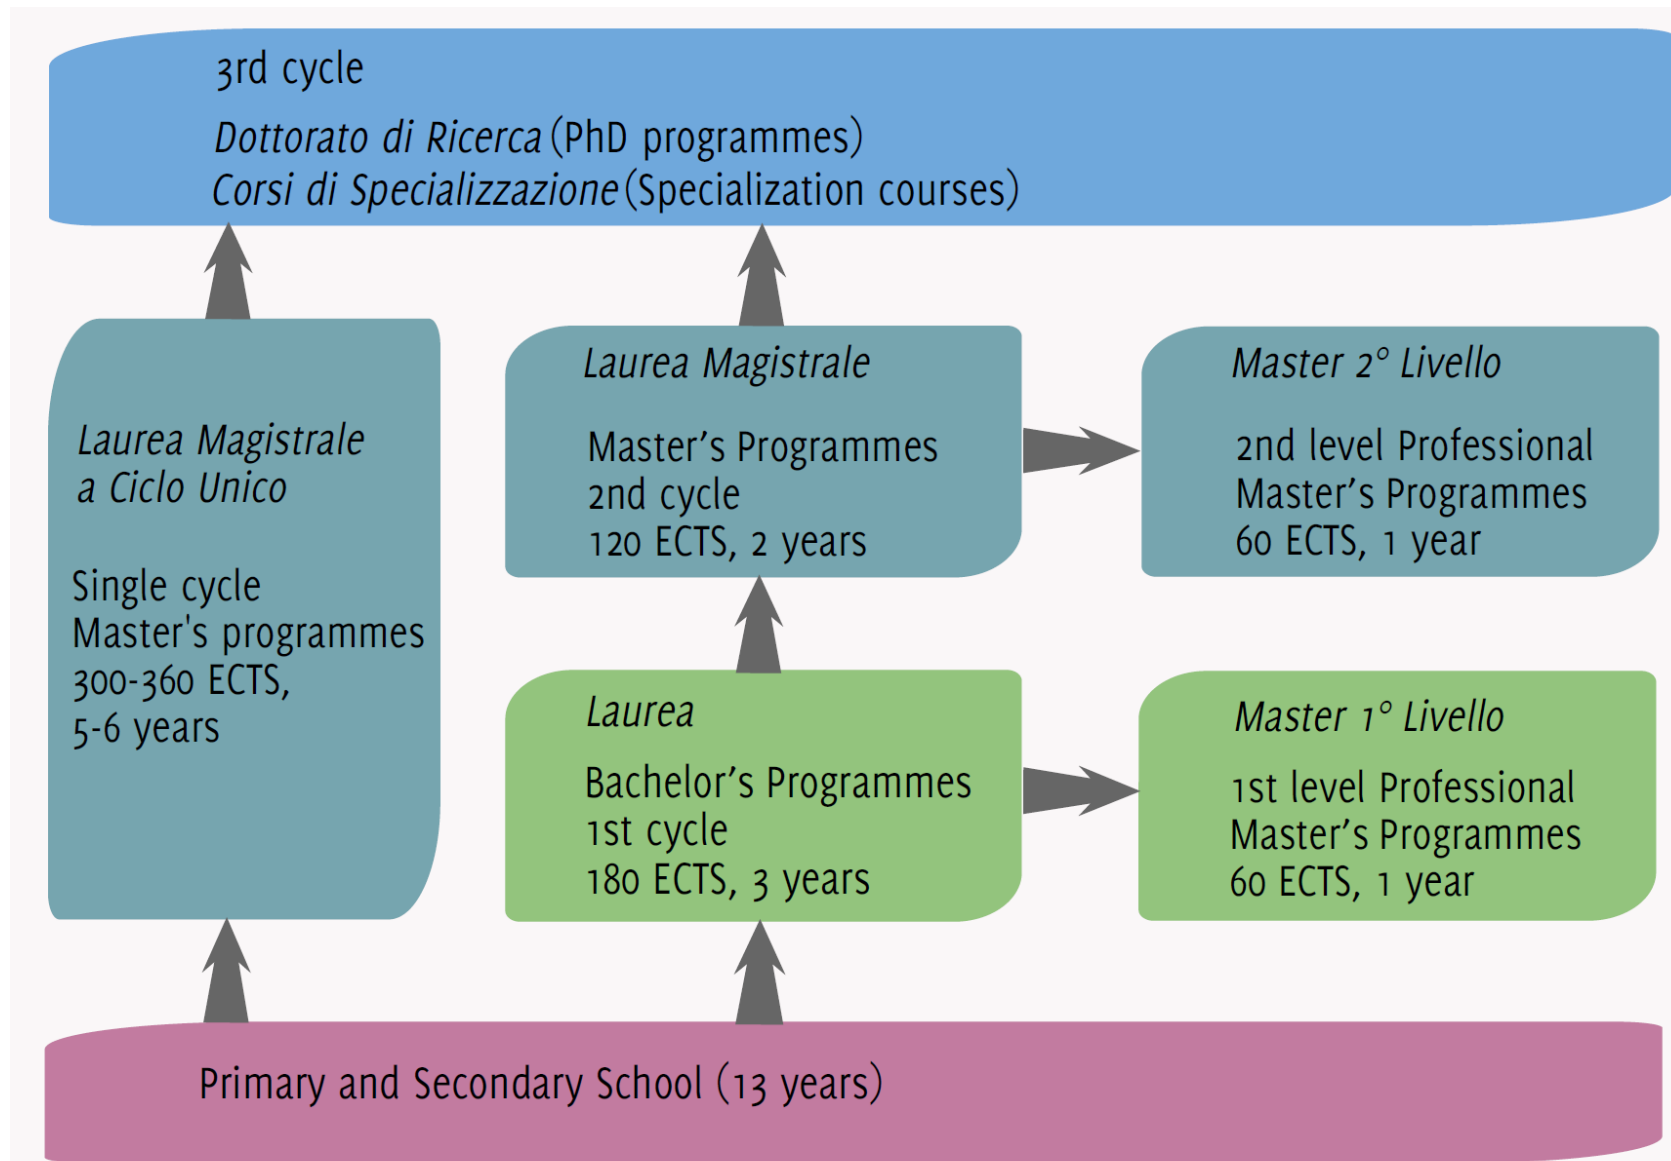 3rd cycle
Dottorato di Ricerca (PhD programmes)
Corsi di Specializzazione (Specialization courses)
Laurea Magistrale
a Ciclo Unico
Single cycle
Master's programmes
300-360 ECTS,
5-6 years
Laurea Magistrale
Master’s Programmes
2nd cycle
120 ECTS, 2 years
Master 2° Livello
2nd level Professional
Master’s Programmes
60 ECTS, 1 year
Laurea
Bachelor’s Programmes
1st cycle
180 ECTS, 3 years
Master 1° Livello
1st level Professional
Master’s Programmes
60 ECTS, 1 year
Primary and Secondary School (13 years)